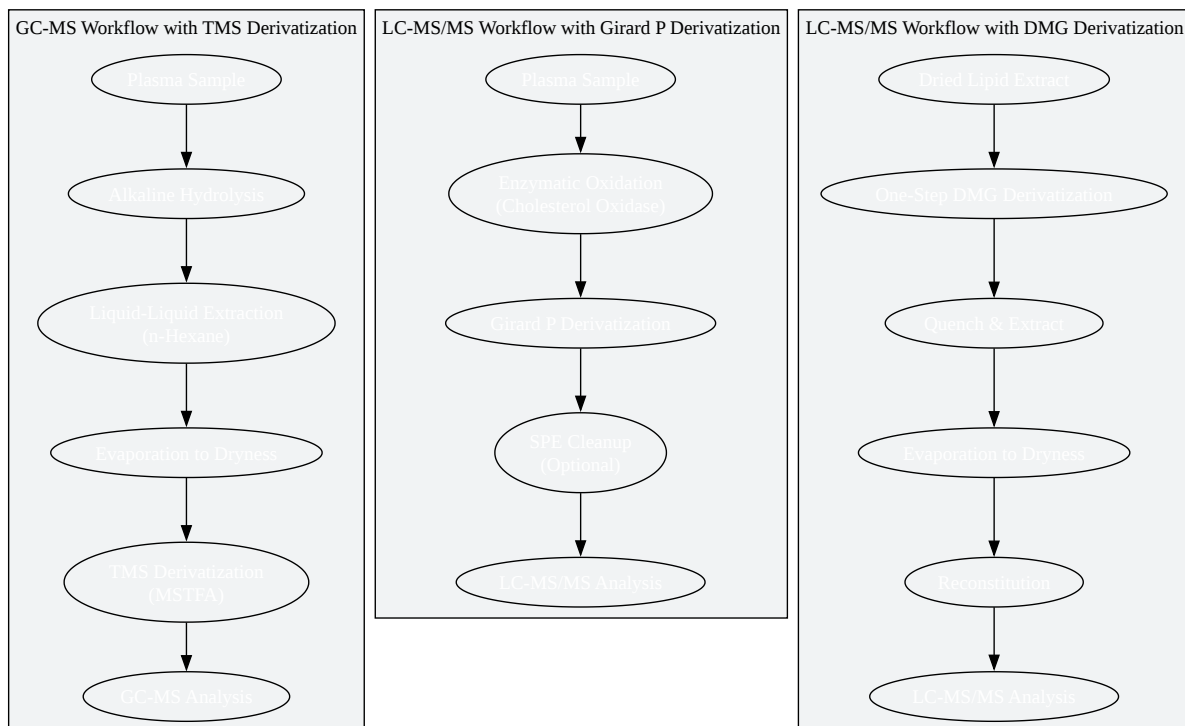 GC-MS Workflow with TMS Derivatization
Plasma Sample
Alkaline Hydrolysis
Liquid-Liquid Extraction
(n-Hexane)
Evaporation to Dryness
TMS Derivatization
(MSTFA)
GC-MS Analysis
LC-MS/MS Workflow with Girard P Derivatization
Plasma Sample
Enzymatic Oxidation
(Cholesterol Oxidase)
Girard P Derivatization
SPE Cleanup
(Optional)
LC-MS/MS Analysis
LC-MS/MS Workflow with DMG Derivatization
Dried Lipid Extract
One-Step DMG Derivatization
Quench & Extract
Evaporation to Dryness
Reconstitution
LC-MS/MS Analysis